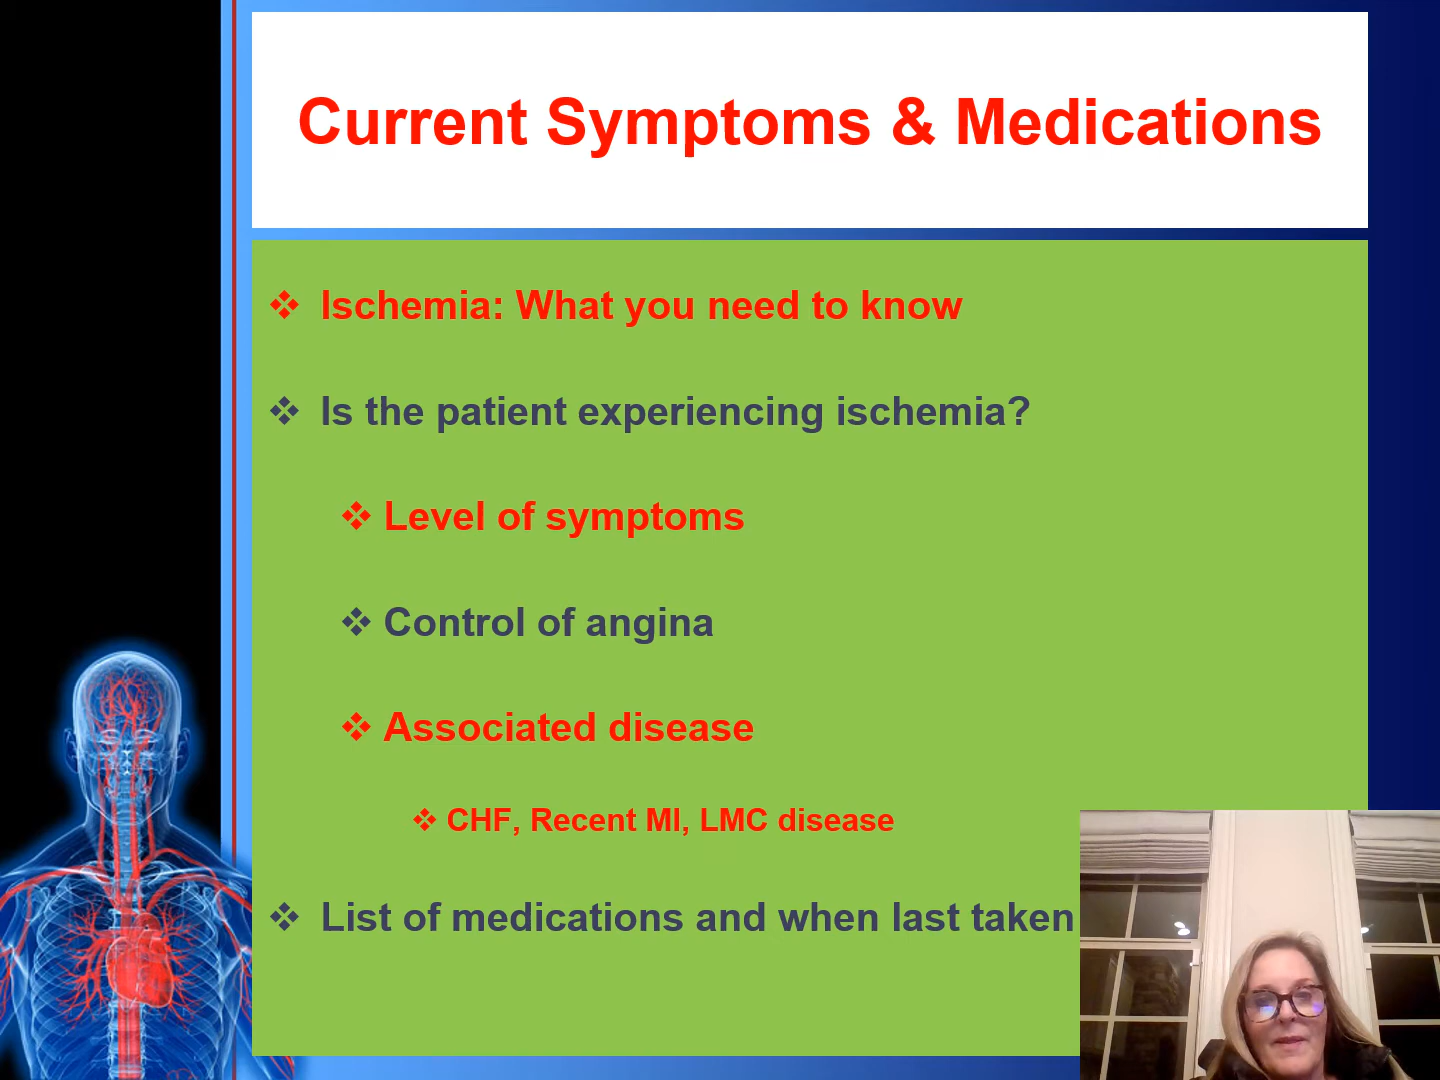 Current Symptoms & Medications
Ischemia: What you need to know
Is the patient experiencing ischemia?
Level of symptoms
Control of angina
Associated disease
CHF, Recent MI, LMC disease
List of medications and when last taken